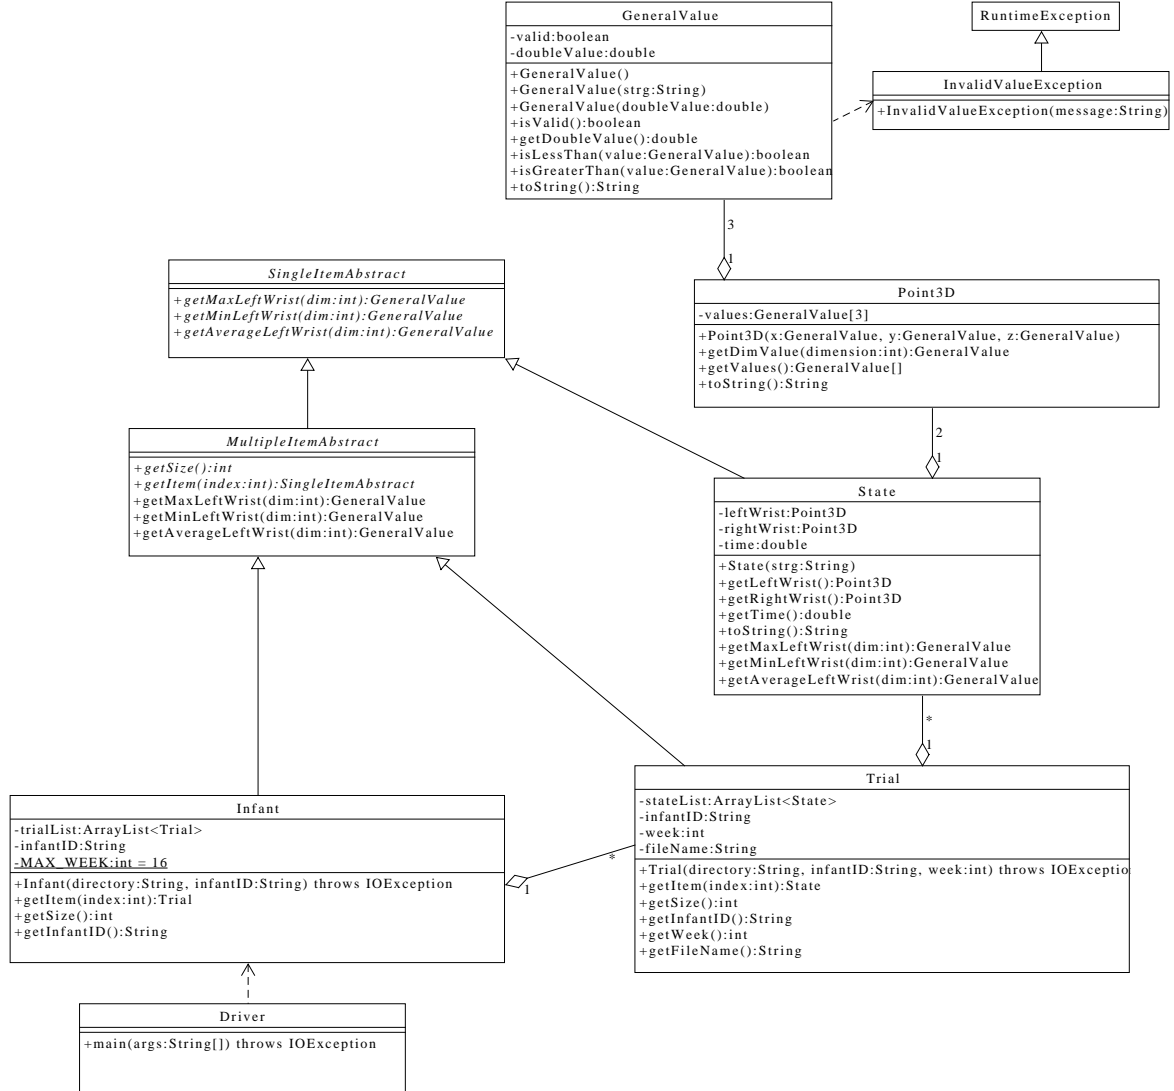 GeneralValue
-valid:boolean
-doubleValue:double
+GeneralValue()
+GeneralValue(strg:String)
+GeneralValue(doubleValue:double)
+isValid():boolean
+getDoubleValue():double
+isLessThan(value:GeneralValue):boolean
+isGreaterThan(value:GeneralValue):boolean
+toString():String
RuntimeException
InvalidValueException
+InvalidValueException(message:String)
3
1
SingleItemAbstract
+getMaxLeftWrist(dim:int):GeneralValue
+getMinLeftWrist(dim:int):GeneralValue
+getAverageLeftWrist(dim:int):GeneralValue
Point3D
-values:GeneralValue[3]
+Point3D(x:GeneralValue, y:GeneralValue, z:GeneralValue)
+getDimValue(dimension:int):GeneralValue
+getValues():GeneralValue[]
+toString():String
2
1
MultipleItemAbstract
+getSize():int
+getItem(index:int):SingleItemAbstract
+getMaxLeftWrist(dim:int):GeneralValue
+getMinLeftWrist(dim:int):GeneralValue
+getAverageLeftWrist(dim:int):GeneralValue
State
-leftWrist:Point3D
-rightWrist:Point3D
-time:double
+State(strg:String)
+getLeftWrist():Point3D
+getRightWrist():Point3D
+getTime():double
+toString():String
+getMaxLeftWrist(dim:int):GeneralValue
+getMinLeftWrist(dim:int):GeneralValue
+getAverageLeftWrist(dim:int):GeneralValue
*
1
Trial
-stateList:ArrayList<State>
-infantID:String
-week:int
-fileName:String
+Trial(directory:String, infantID:String, week:int) throws IOExceptio
+getItem(index:int):State
+getSize():int
+getInfantID():String
+getWeek():int
+getFileName():String
*
1
Infant
-trialList:ArrayList<Trial>
-infantID:String
-MAX_WEEK:int = 16
+Infant(directory:String, infantID:String) throws IOException
+getItem(index:int):Trial
+getSize():int
+getInfantID():String
Driver
+main(args:String[]) throws IOException